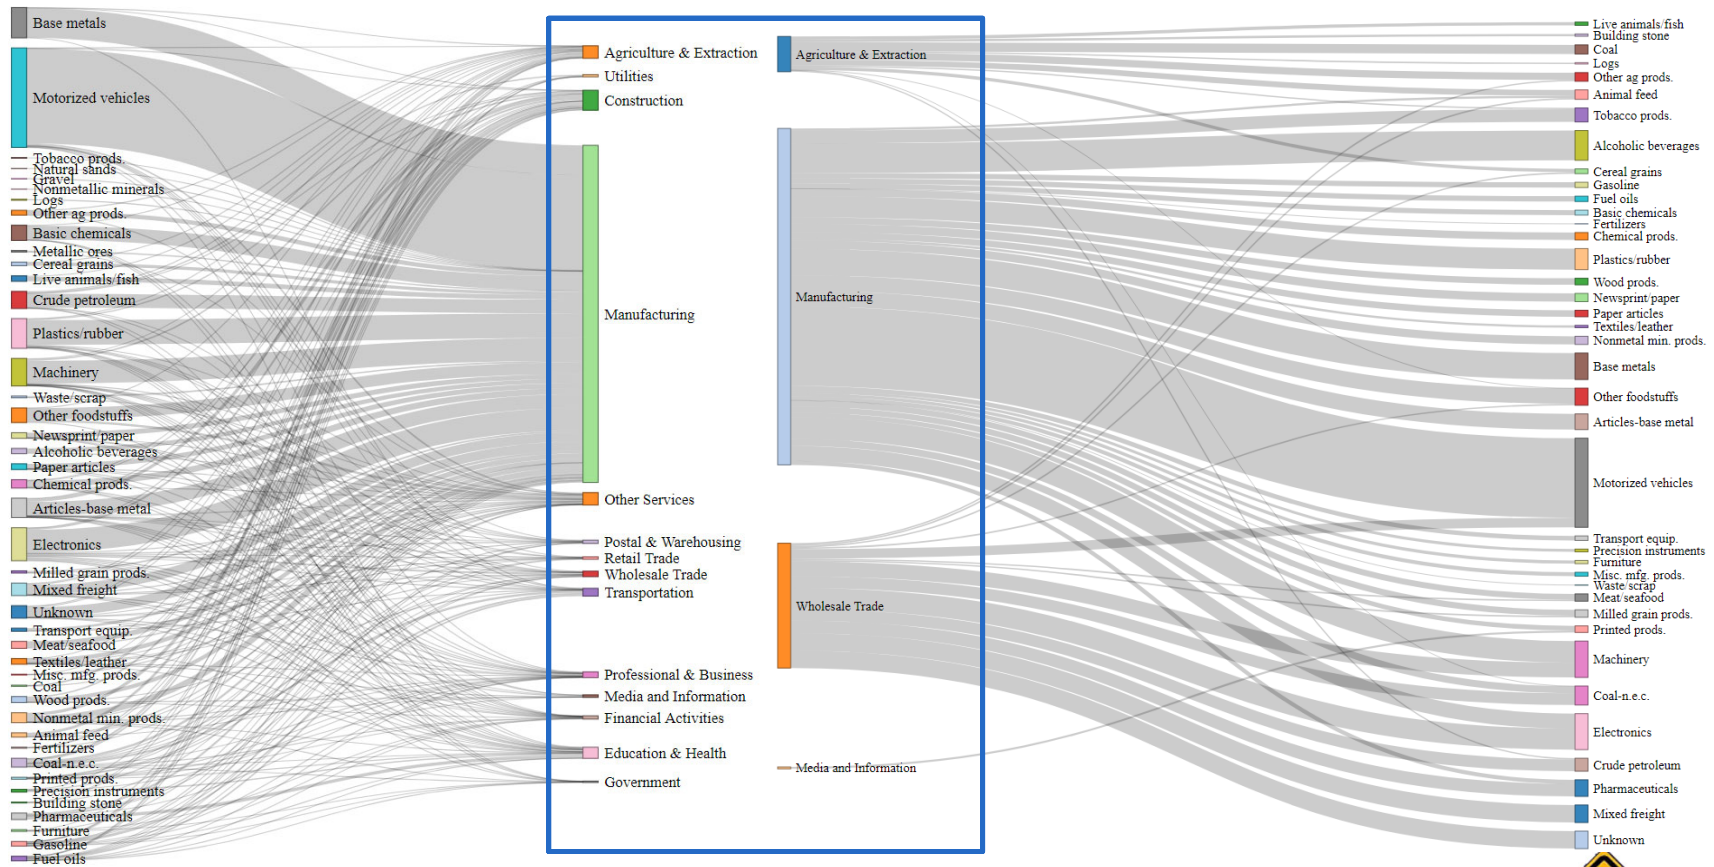 Base metals
Motorized vehicles
Tobacco prods.
Natural sands
Gravel
Nonmetallic minerals
Logs
Other ag prods.
Basic chemicals
Metallic ores
Cereal grains
Live animals/fish
Crude petroleum
Plastics/rubber
Machinery
Waste/scrap
Other foodstuffs
Newsprint/paper
Alcoholic beverages
Paper articles
Chemical prods.
Articles-base metal
Electronics
Milled grain prods.
Mixed freight
Unknown
Transport equip.
Meat/seafood
Textiles/leather
Misc. mfg. prods.
Coal
Wood prods.
Nonmetal min. prods.
Animal feed
Fertilizers
Coal-n.e.c.
Printed prods.
Precision instruments
Building stone
Pharmaceuticals
Furniture
Gasoline
Fuel oils
Agriculture & Extraction
Utilities
Construction
Manufacturing
Other Services
Postal & Warehousing
Retail Trade
Wholesale Trade
Transportation
Professional & Business
Media and Information
Financial Activities
Education & Health
Government
Agriculture & Extraction
Manufacturing
Wholesale Trade
Media and Information
Live animals/fish
Building stone
Coal
Logs
Other ag prods.
Animal feed
Tobacco prods.
Alcoholic beverages
Cereal grains
Gasoline
Fuel oils
Basic chemicals
Fertilizers
Chemical prods.
Plastics/rubber
Wood prods.
Newsprint/paper
Paper articles
Textiles/leather
Nonmetal min. prods.
Base metals
Other foodstuffs
Articles-base metal
Motorized vehicles
Transport equip.
Precision instruments
Furniture
Misc. mfg. prods.
Waste/scrap
Meat/seafood
Milled grain prods.
Printed prods.
Machinery
Coal-n.e.c.
Electronics
Crude petroleum
Pharmaceuticals
Mixed freight
Unknown